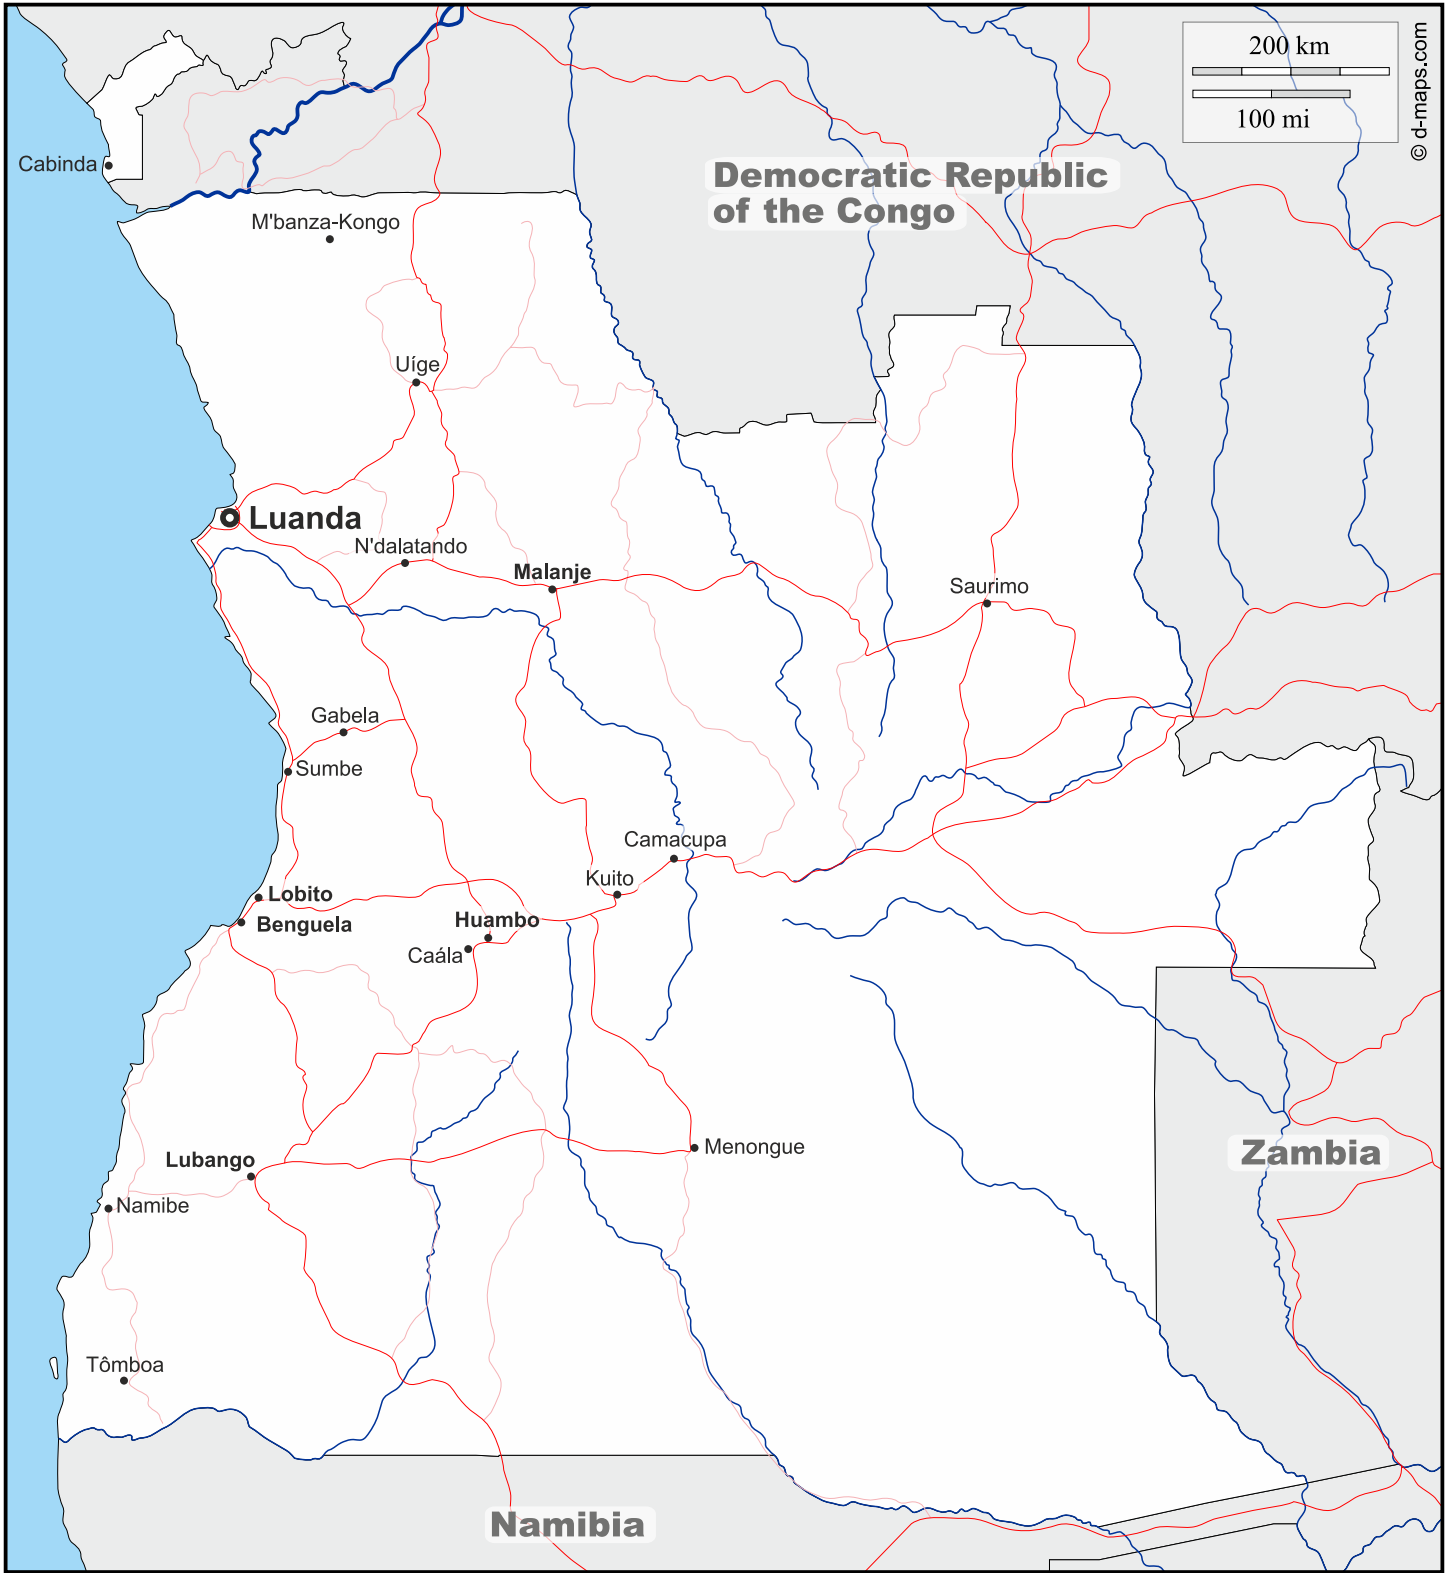 200 km
100 mi
© d-maps.com
Cabinda
Democratic Republic
of the Congo
M'banza-Kongo
Uíge
Luanda
N'dalatando
Malanje
Saurimo
Gabela
Sumbe
Camacupa
Kuito
Lobito
Benguela
Huambo
Caála
Menongue
Zambia
Lubango
Namibe
Tômboa
Namibia